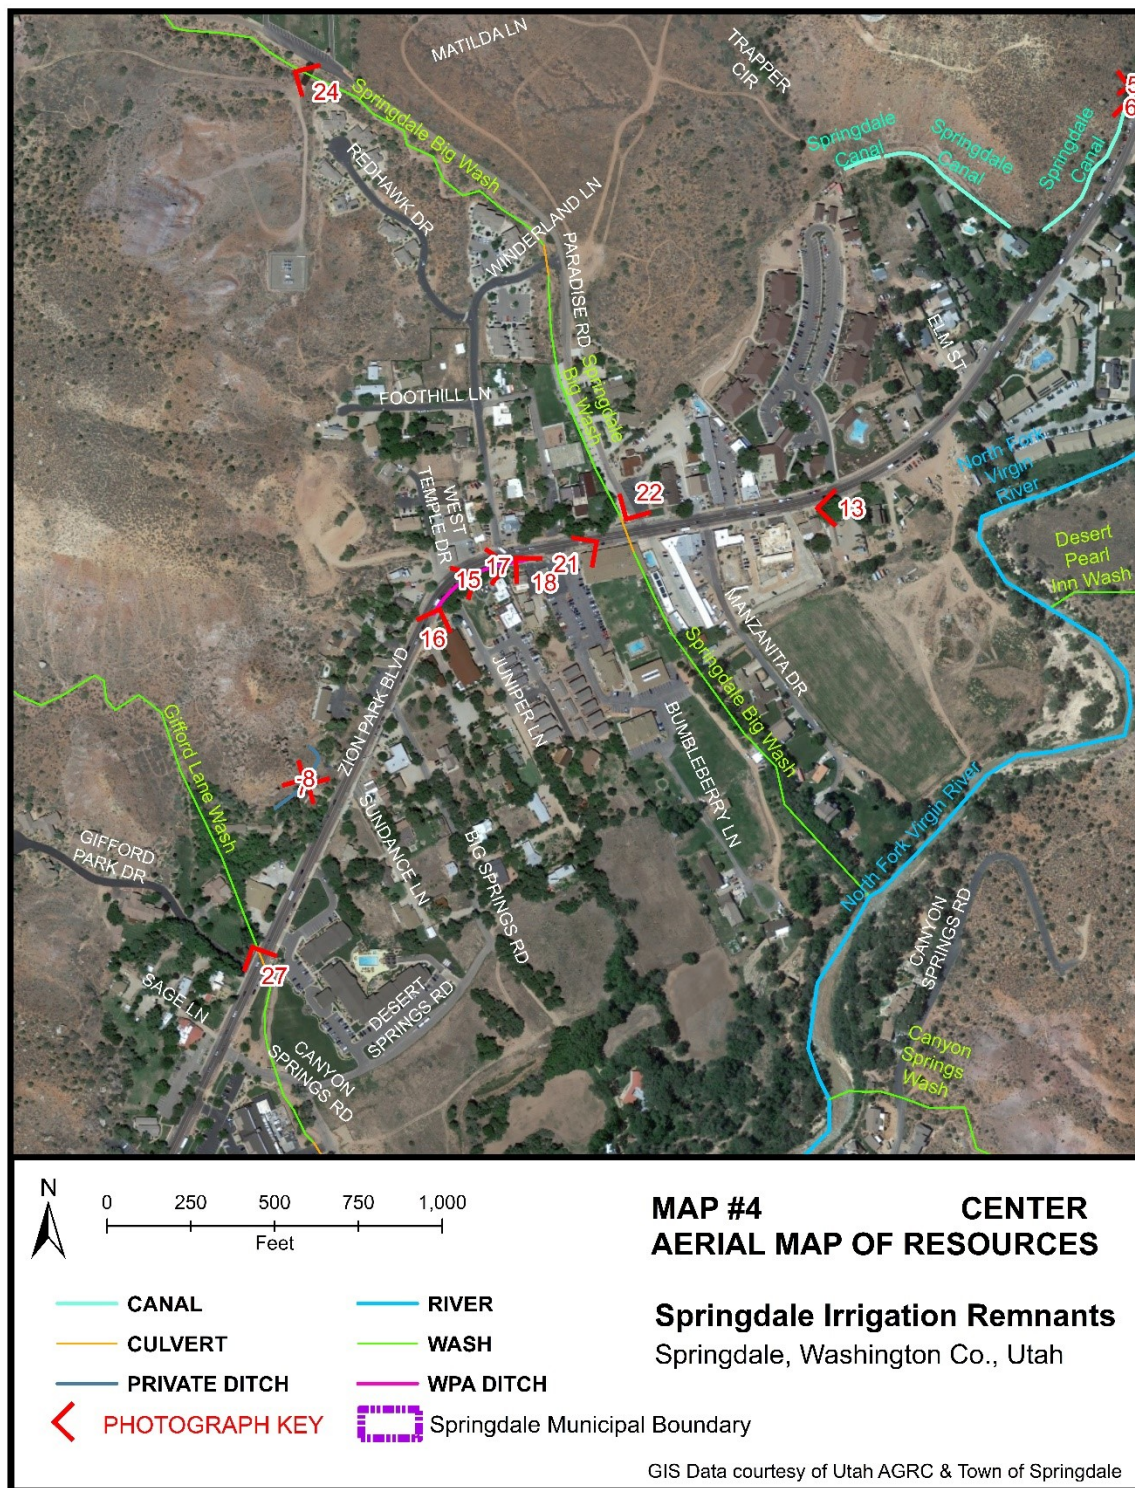 MATILDA LN
TRAPPER
CIR
5
6
24
Springdale Big Wash
Springdale
Canal
Springdale
Canal
Springdale
Canal
REDHAWK DR
WINDERLAND LN
PARADISE RD
ELM ST
FOOTHILL LN
Springdale
Big Wash
WEST
TEMPLE DR
22
13
North Fork
Virgin
River
Desert
Pearl
Inn Wash
17
21
15
18
16
MANZANITA DR
JUNIPER LN
Springdale Big Wash
BUMBLEBERRY LN
ZION PARK BLVD
Gifford Lane Wash
8
SUNDANCE LN
BIG SPRINGS RD
North Fork Virgin River
GIFFORD
PARK DR
CANYON
SPRINGS RD
27
SAGE LN
DESERT
SPRINGS RD
CANYON
SPRINGS RD
Canyon
Springs
Wash
N
0 250 500 750 1,000
Feet
MAP #4 CENTER
AERIAL MAP OF RESOURCES
CANAL
RIVER
CULVERT
WASH
PRIVATE DITCH
WPA DITCH
PHOTOGRAPH KEY
Springdale Municipal Boundary
Springdale Irrigation Remnants
Springdale, Washington Co., Utah
GIS Data courtesy of Utah AGRC & Town of Springdale